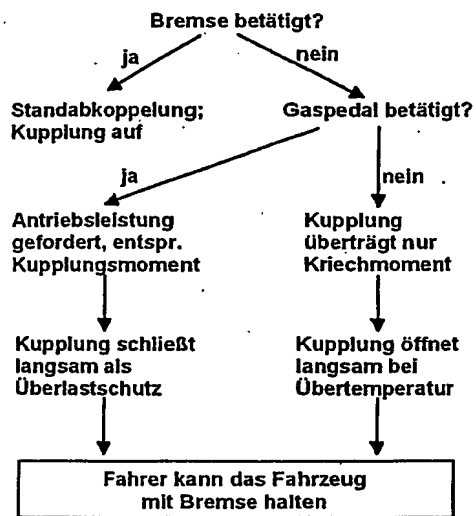 Bremse betätigt?
ja
nein
Standabkoppelung;
Kupplung auf
Gaspedal betätigt?
ja
nein
Antriebsleistung
gefordert, entspr.
Kupplungsmoment
Kupplung
überträgt nur
Kriechmoment
Kupplung schließt
langsam als
Überlastschutz
Kupplung öffnet
langsam bei
Übertemperatur
Fahrer kann das Fahrzeug
mit Bremse halten